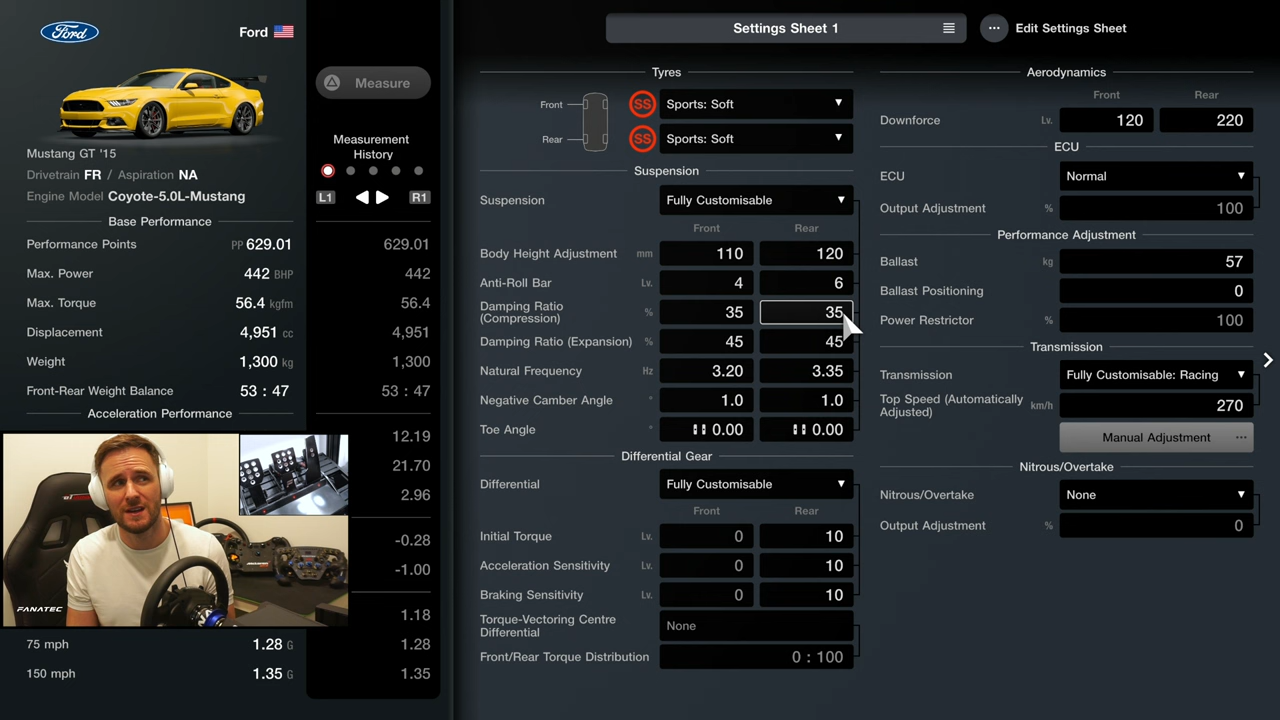 Ford
Ford
Mustang GT '15
Drivetrain FR / Aspiration NA
Engine Model Coyote-5.0L-Mustang
Base Performance
Performance Points PP 629.01
Max. Power 442 BHP
Max. Torque 56.4 kgfm
Displacement 4,951 cc
Weight 1,300 kg
Front-Rear Weight Balance 53 : 47
Acceleration Performance
75 mph 1.28 G
150 mph 1.35 G
FANATEC
Measure
Measurement
History
L1 R1
629.01
442
56.4
4,951
1,300
53 : 47
12.19
21.70
2.96
-0.28
-1.00
1.18
1.28
1.35
Settings Sheet 1
Edit Settings Sheet
Tyres
Front SS Sports: Soft
Rear SS Sports: Soft
Suspension
Suspension Fully Customisable
Front Rear
Body Height Adjustment mm 110 120
Anti-Roll Bar Lv. 4 6
Damping Ratio
(Compression) % 35 35
Damping Ratio (Expansion) % 45 45
Natural Frequency Hz 3.20 3.35
Negative Camber Angle ° 1.0 1.0
Toe Angle ° 0.00 0.00
Differential Gear
Differential Fully Customisable
Front Rear
Initial Torque Lv. 0 10
Acceleration Sensitivity Lv. 0 10
Braking Sensitivity Lv. 0 10
Torque-Vectoring Centre
Differential None
Front/Rear Torque Distribution 0 : 100
Aerodynamics
Front Rear
Downforce Lv. 120 220
ECU
ECU Normal
Output Adjustment % 100
Performance Adjustment
Ballast kg 57
Ballast Positioning 0
Power Restrictor % 100
Transmission
Transmission Fully Customisable: Racing
Top Speed (Automatically
Adjusted) km/h 270
Manual Adjustment
Nitrous/Overtake
Nitrous/Overtake None
Output Adjustment % 0